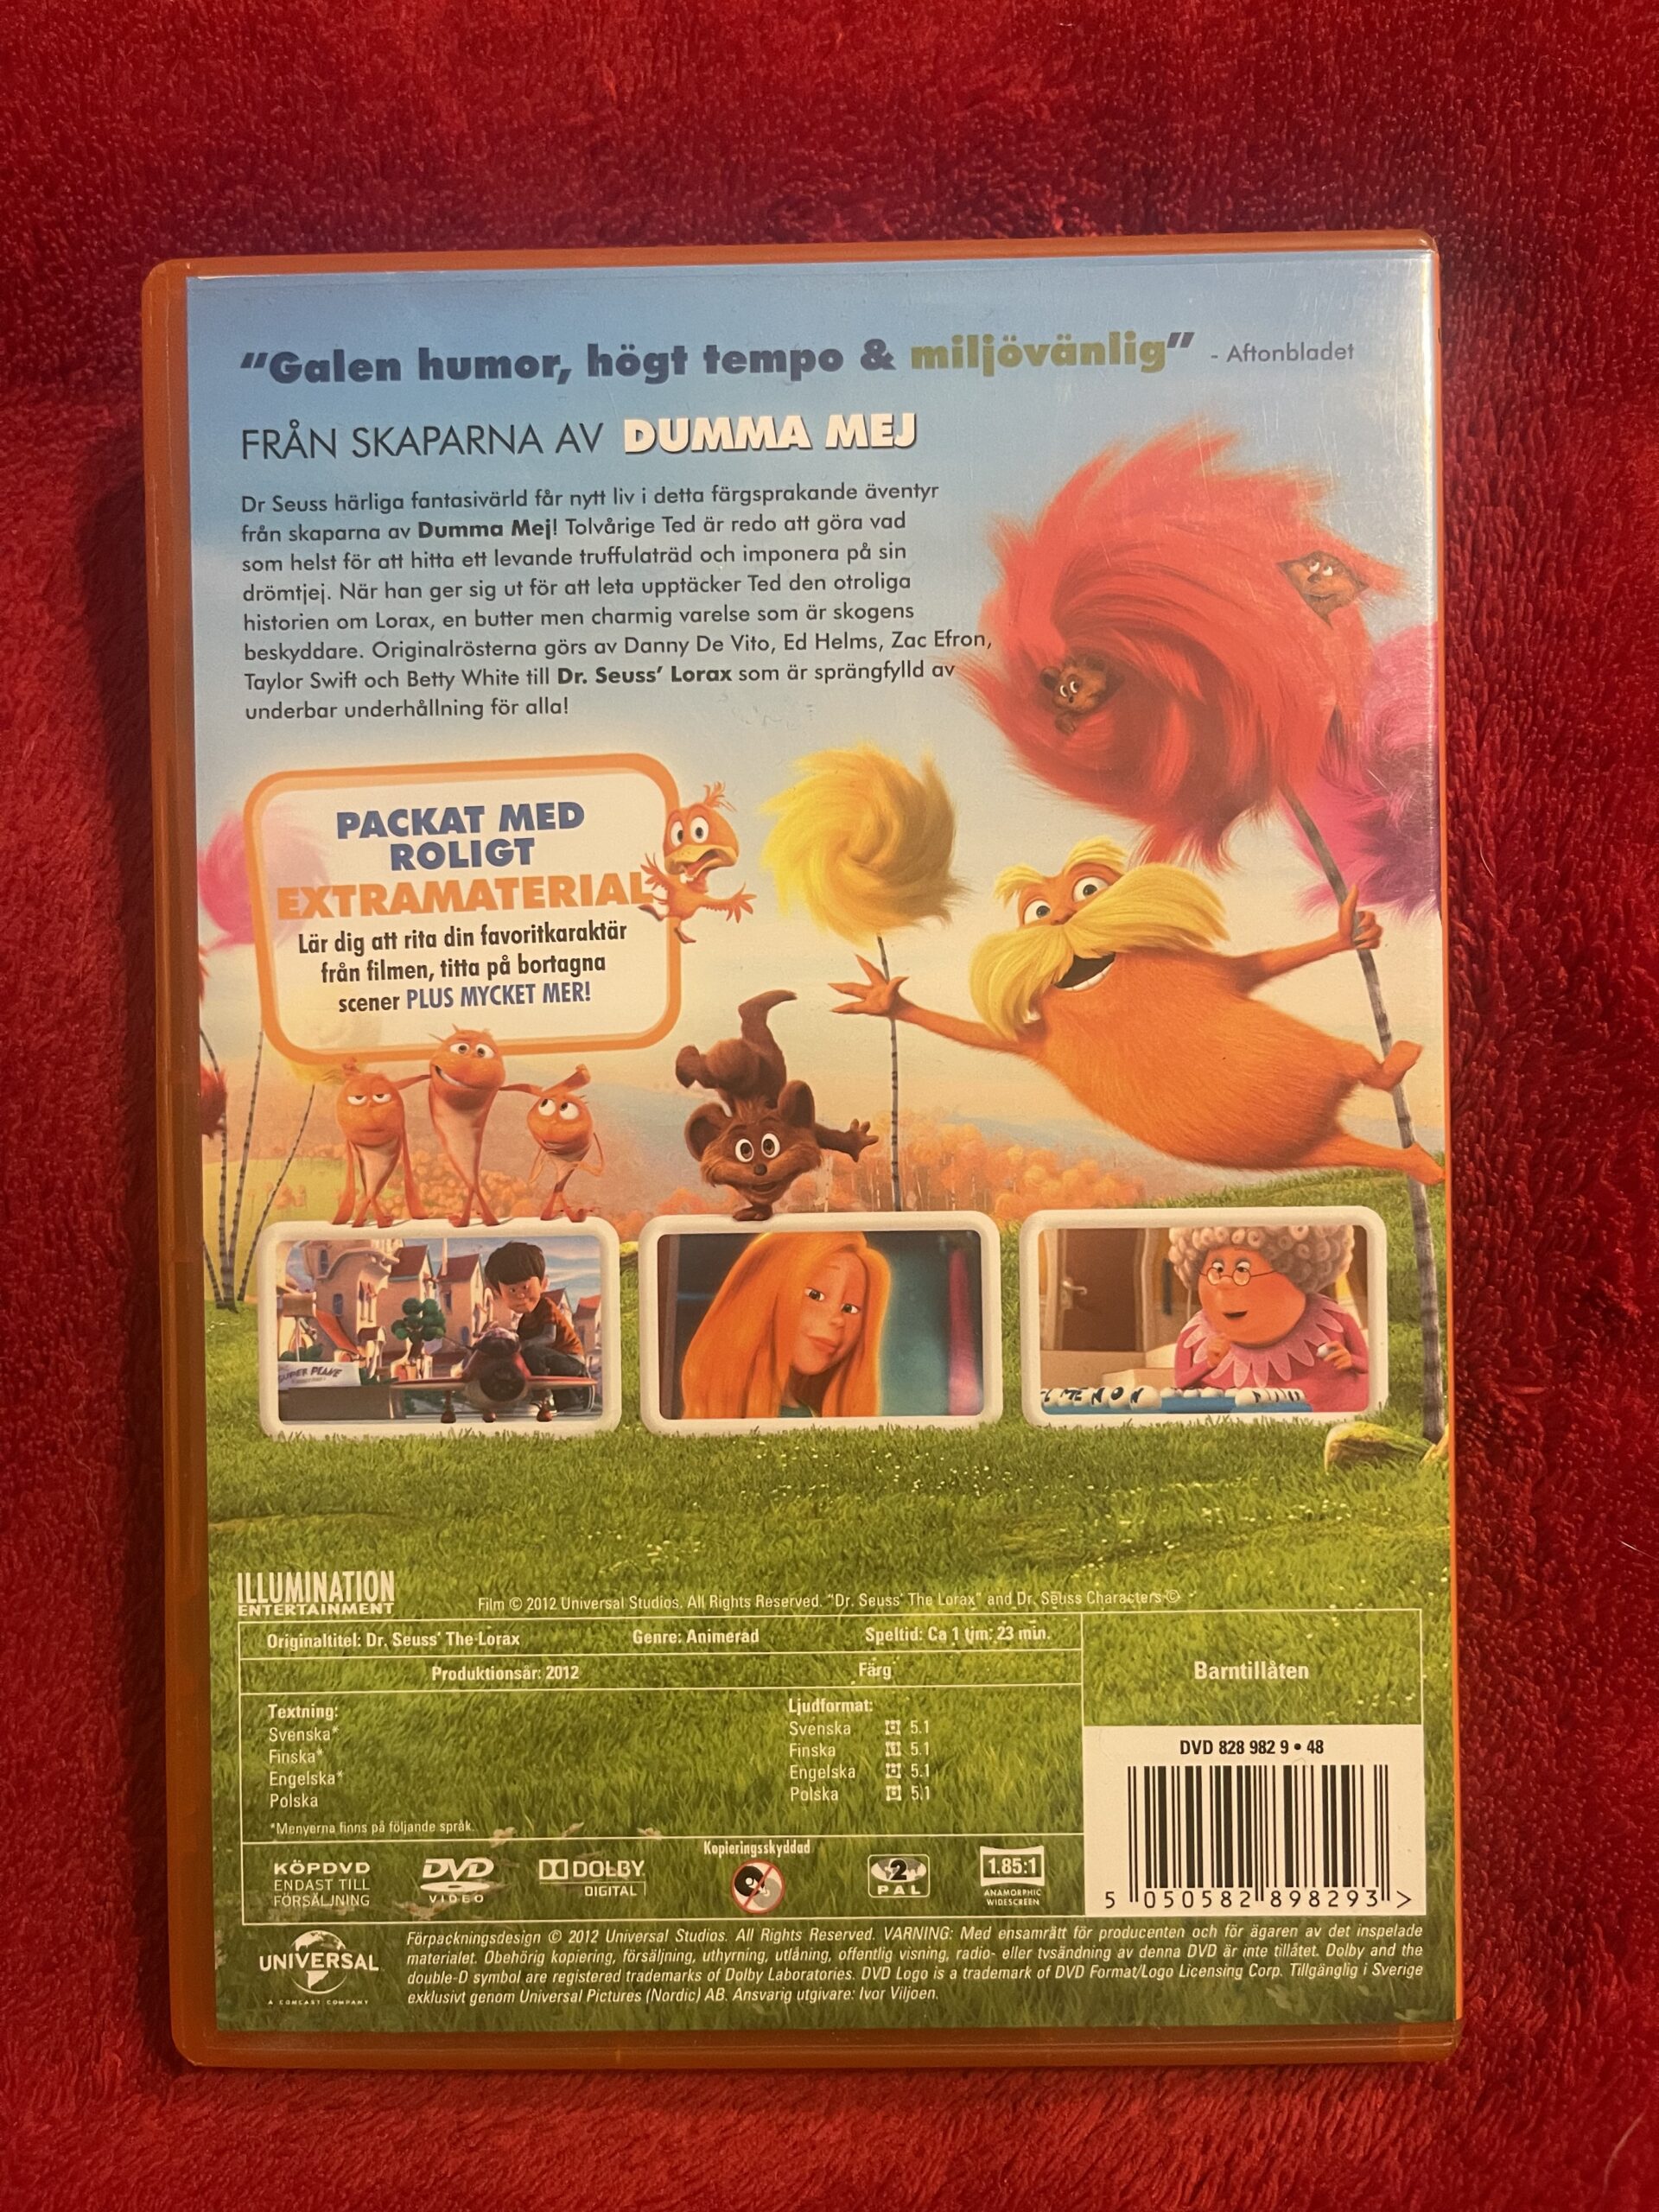 “Galen humor, högt tempo & miljövänlig” - Aftonbladet
FRÅN SKAPARNA AV DUMMA MEJ
Dr Seuss härliga fantasivärld får nytt liv i detta färgsprakande äventyr
från skaparna av Dumma Mej! Tolvårige Ted är redo att göra vad
som helst för att hitta ett levande truffulaträd och imponera på sin
drömtjej. När han ger sig ut för att leta upptäcker Ted den otroliga
historien om Lorax, en butter men charmig varelse som är skogens
beskyddare. Originalrösterna görs av Danny De Vito, Ed Helms, Zac Efron,
Taylor Swift och Betty White till Dr. Seuss’ Lorax som är sprängfylld av
underbar underhållning för alla!
PACKAT MED
ROLIGT
EXTRAMATERIAL
Lär dig att rita din favoritkaraktär
från filmen, titta på bortagna
scener PLUS MYCKET MER!
SUPER PLANE
ILLUMINATION
ENTERTAINMENT
Film © 2012 Universal Studios. All Rights Reserved. “Dr. Seuss’ The Lorax” and Dr. Seuss Characters ©
Originaltitel: Dr. Seuss’ The Lorax Genre: Animerad Speltid: Ca 1 tim: 23 min.
Produktionsår: 2012 Färg
Barntillåten
Textning:
Svenska*
Finska*
Engelska*
Polska
*Menyerna finns på följande språk.
Ljudformat:
Svenska 5.1
Finska 5.1
Engelska 5.1
Polska 5.1
DVD 828 982 9 • 48
5 050582 898293 >
KÖPDVD
ENDAST TILL
FÖRSÄLJNING
DVD
VIDEO
DOLBY
DIGITAL
Kopieringsskyddad
2
PAL
1.85:1
ANAMORPHIC
WIDESCREEN
UNIVERSAL
A COMCAST COMPANY
Förpackningsdesign © 2012 Universal Studios. All Rights Reserved. VARNING: Med ensamrätt för producenten och för ägaren av det inspelade
materialet. Obehörig kopiering, försäljning, uthyrning, utlåning, offentlig visning, radio- eller tvsändning av denna DVD är inte tillåtet. Dolby and the
double-D symbol are registered trademarks of Dolby Laboratories. DVD Logo is a trademark of DVD Format/Logo Licensing Corp. Tillgänglig i Sverige
exklusivt genom Universal Pictures (Nordic) AB. Ansvarig utgivare: Ivor Viljoen.